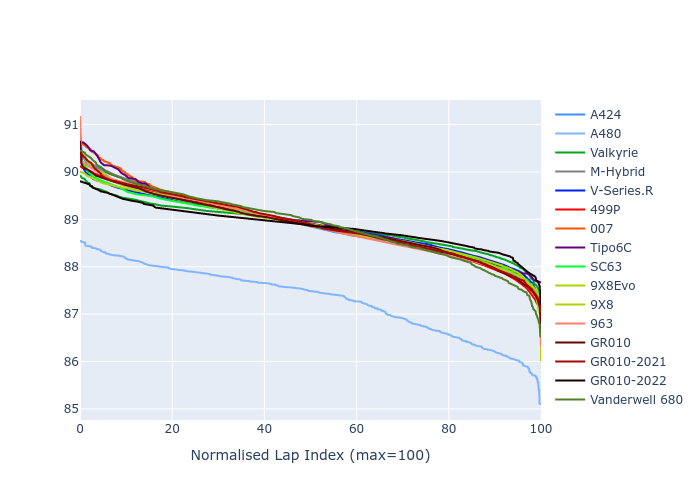 91
90
89
88
87
86
85
0
20
40
60
80
100
Normalised Lap Index (max=100)
A424
A480
Valkyrie
M-Hybrid
V-Series.R
499P
007
Tipo6C
SC63
9X8Evo
9X8
963
GR010
GR010-2021
GR010-2022
Vanderwell 680